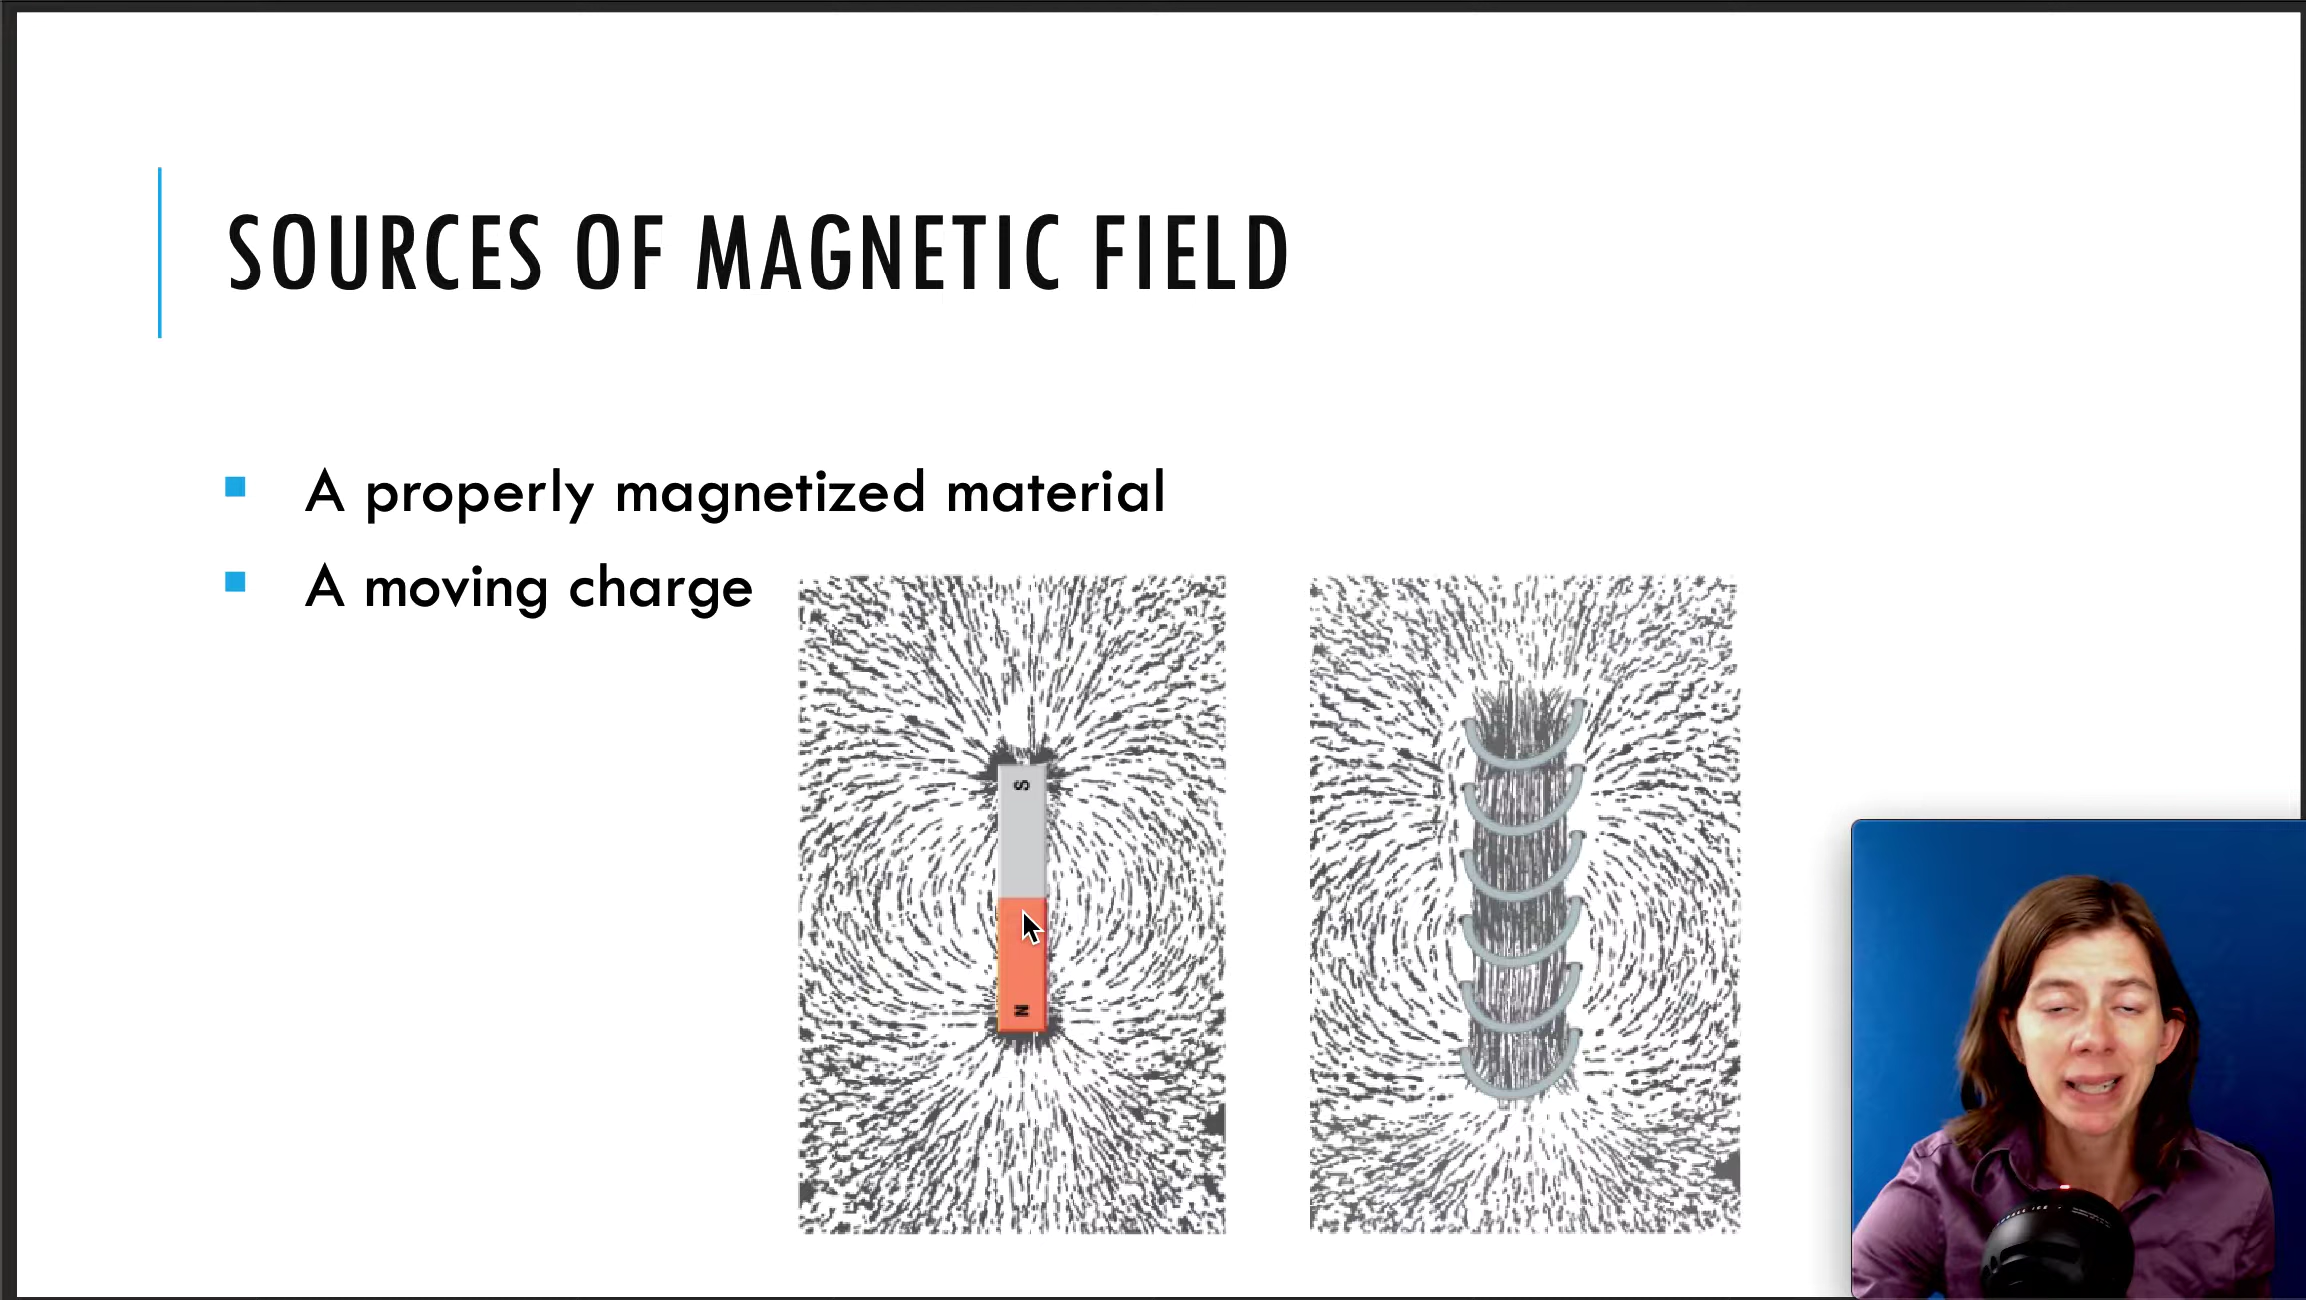 SOURCES OF MAGNETIC FIELD
A properly magnetized material
A moving charge
S
N